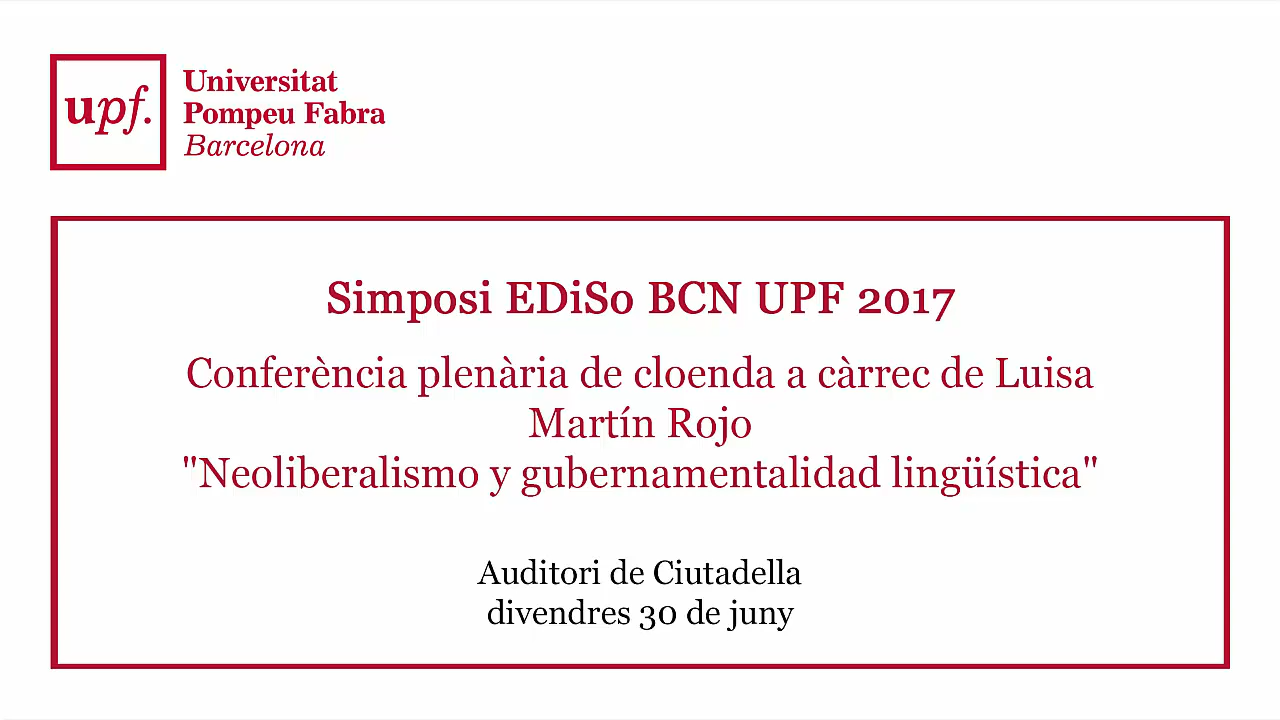 upf.
Universitat
Pompeu Fabra
Barcelona
Simposi EDiSo BCN UPF 2017
Conferència plenària de cloenda a càrrec de Luisa
Martín Rojo
"Neoliberalismo y gubernamentalidad lingüística"
Auditori de Ciutadella
divendres 30 de juny